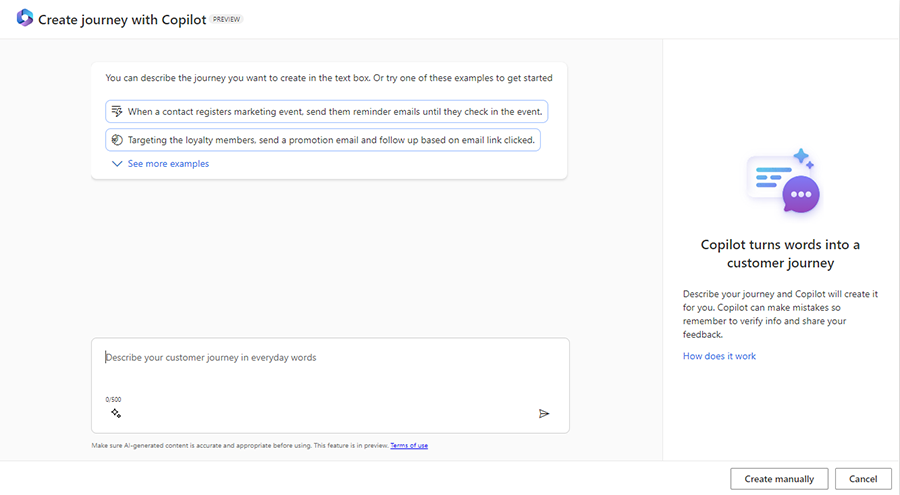 Create journey with Copilot PREVIEW
You can describe the journey you want to create in the text box. Or try one of these examples to get started
When a contact registers marketing event, send them reminder emails until they check in the event.
Targeting the loyalty members, send a promotion email and follow up based on email link clicked.
See more examples
Copilot turns words into a
customer journey
Describe your journey and Copilot will create it
for you. Copilot can make mistakes so
remember to verify info and share your
feedback.
How does it work
Describe your customer journey in everyday words
0/500
Make sure AI-generated content is accurate and appropriate before using. This feature is in preview. Terms of use
Create manually
Cancel